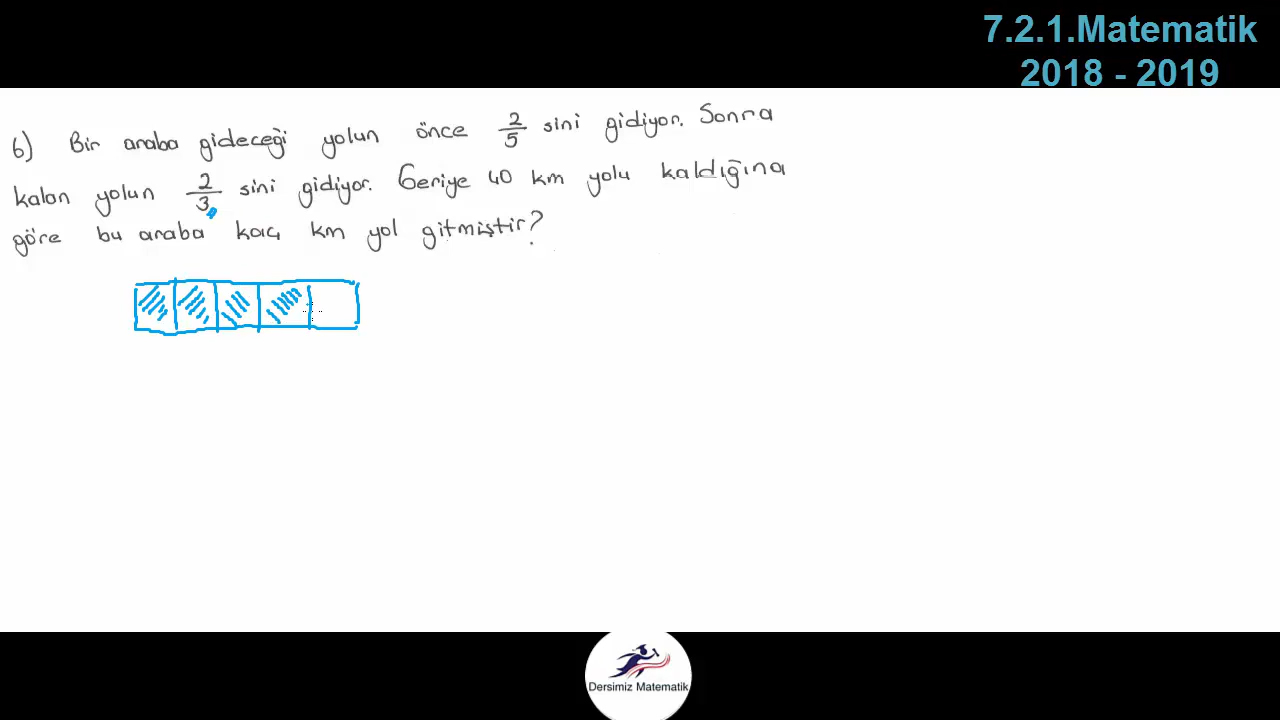 7.2.1.Matematik
2018 - 2019
6) Bir araba gideceği yolun önce 2/5 sini gidiyor. Sonra
kalan yolun 2/3 sini gidiyor. Geriye 40 km yolu kaldığına
göre bu araba kaç km yol gitmiştir?
Dersimiz Matematik